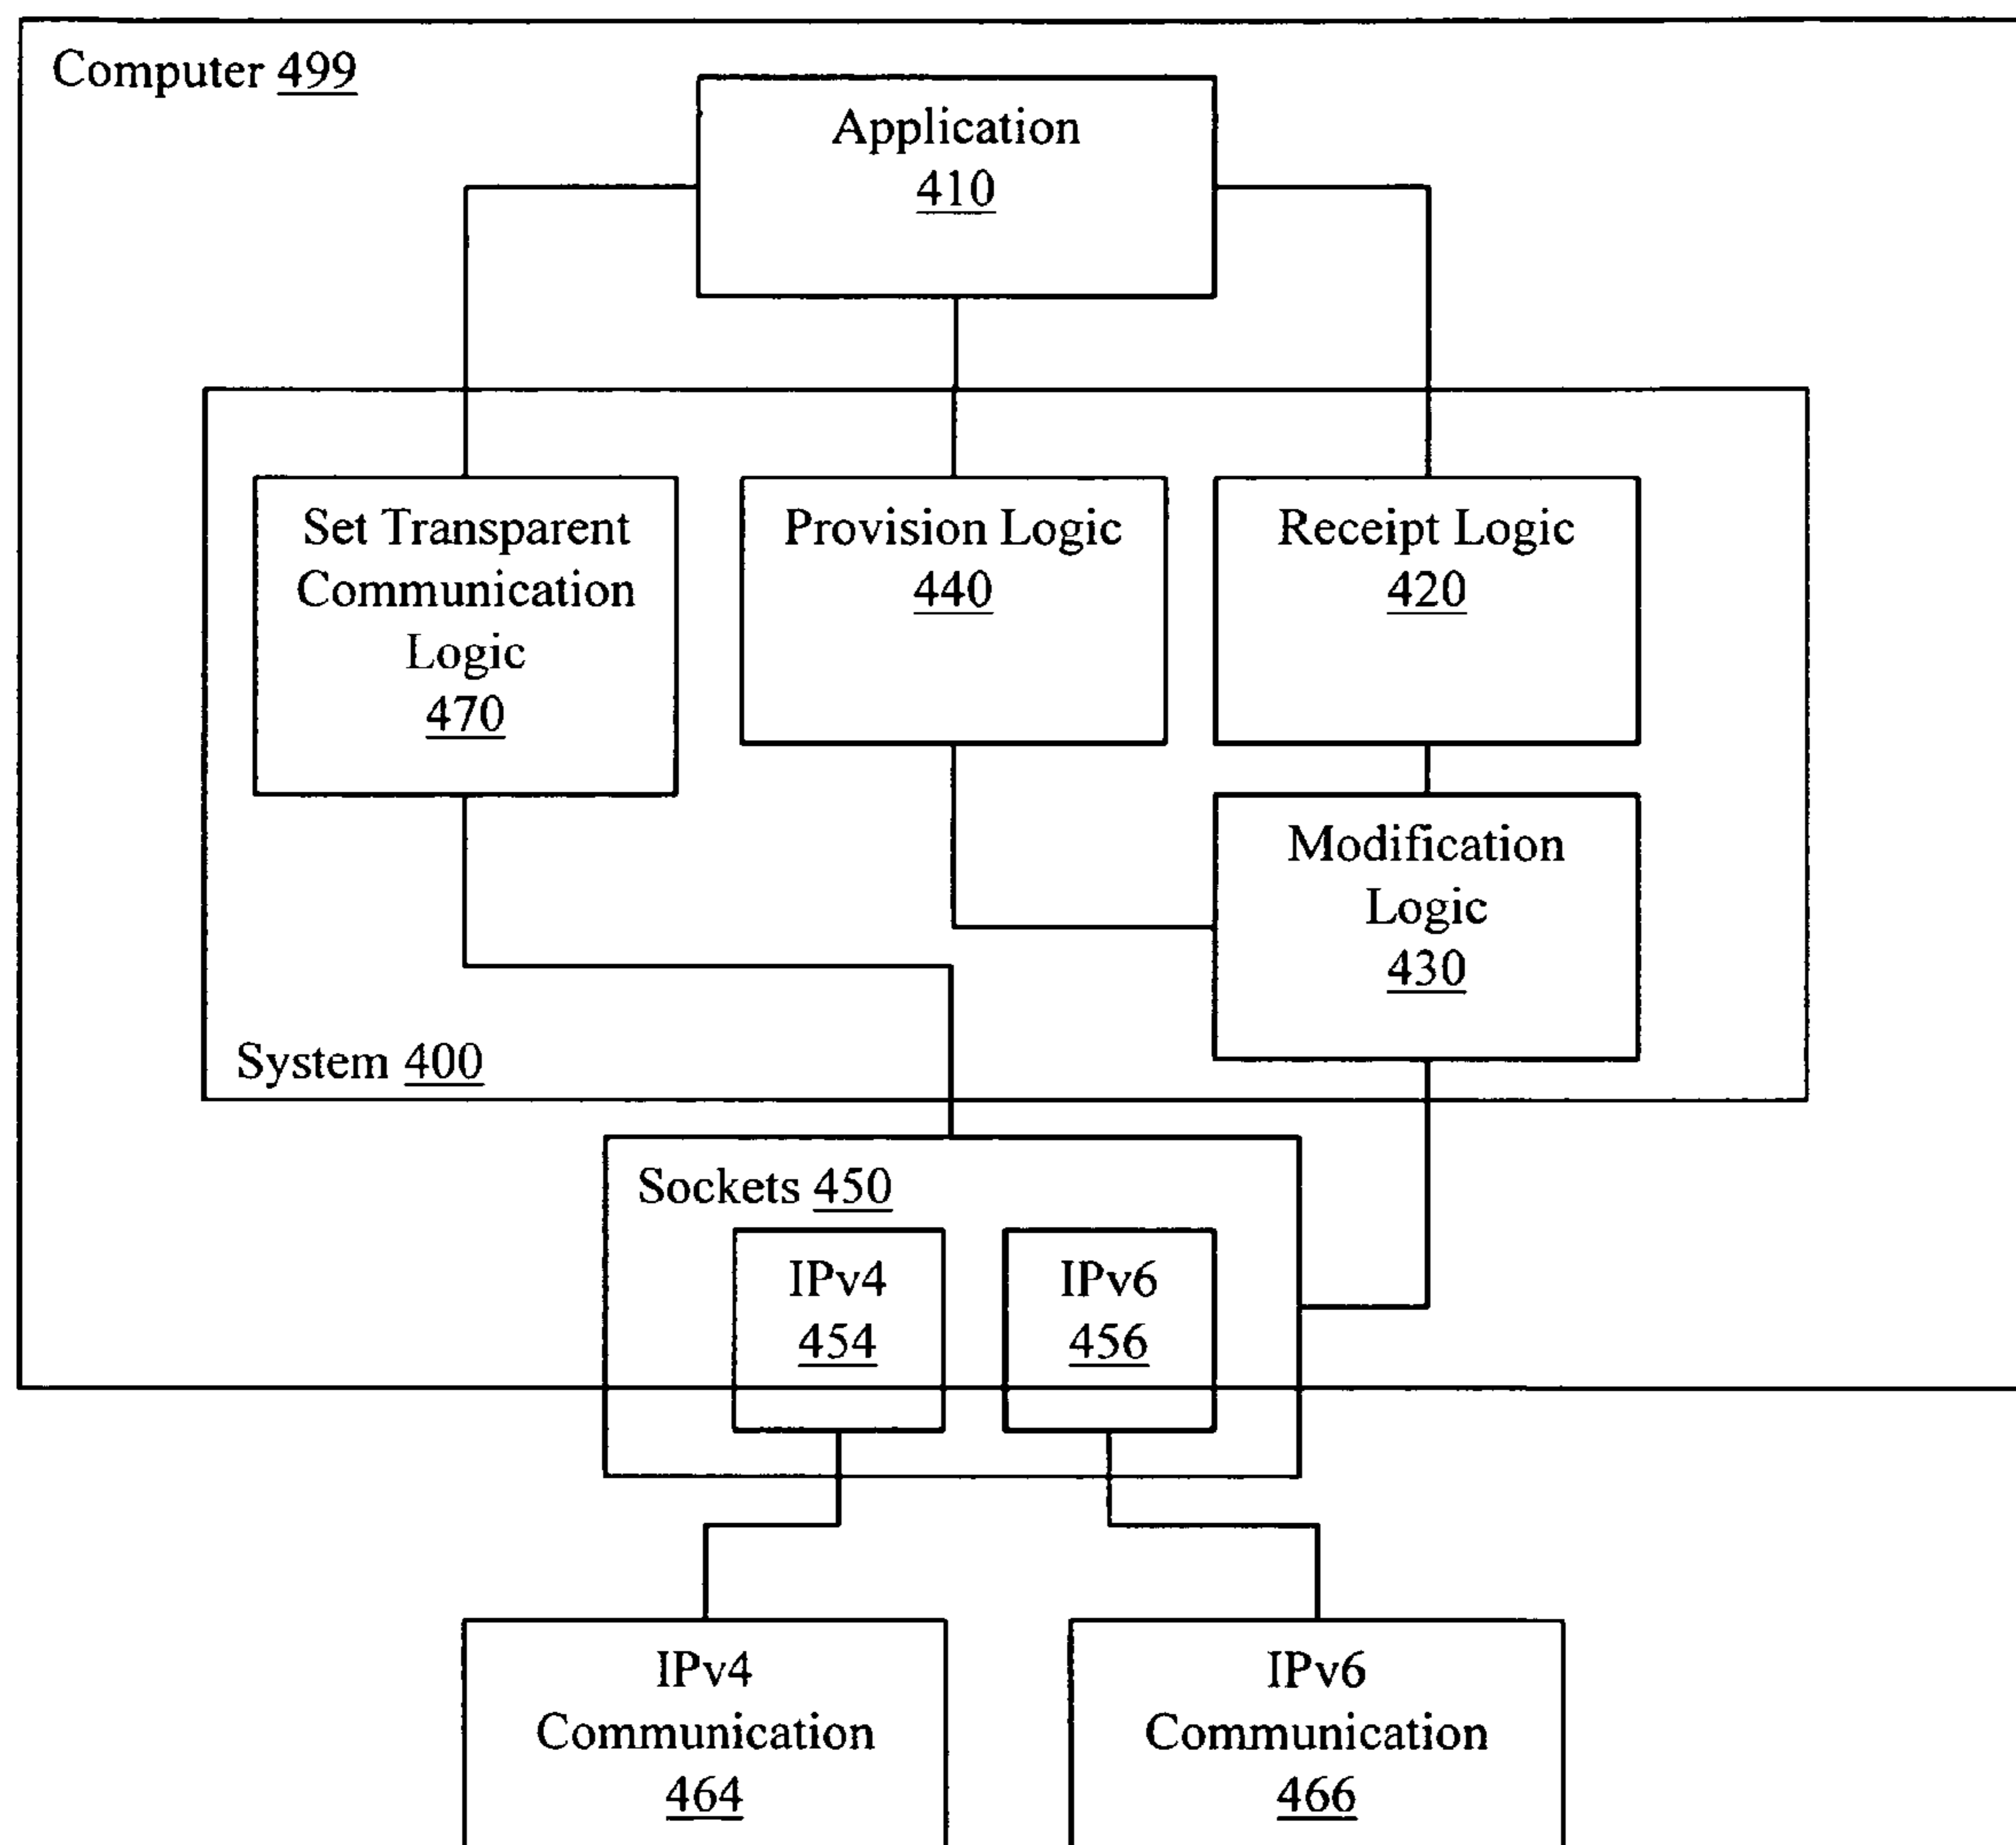 Computer 499
Application
410
Set Transparent
Communication
Logic
470
Provision Logic
440
Receipt Logic
420
Modification
Logic
430
System 400
Sockets 450
IPv4
454
IPv6
456
IPv4
Communication
464
IPv6
Communication
466